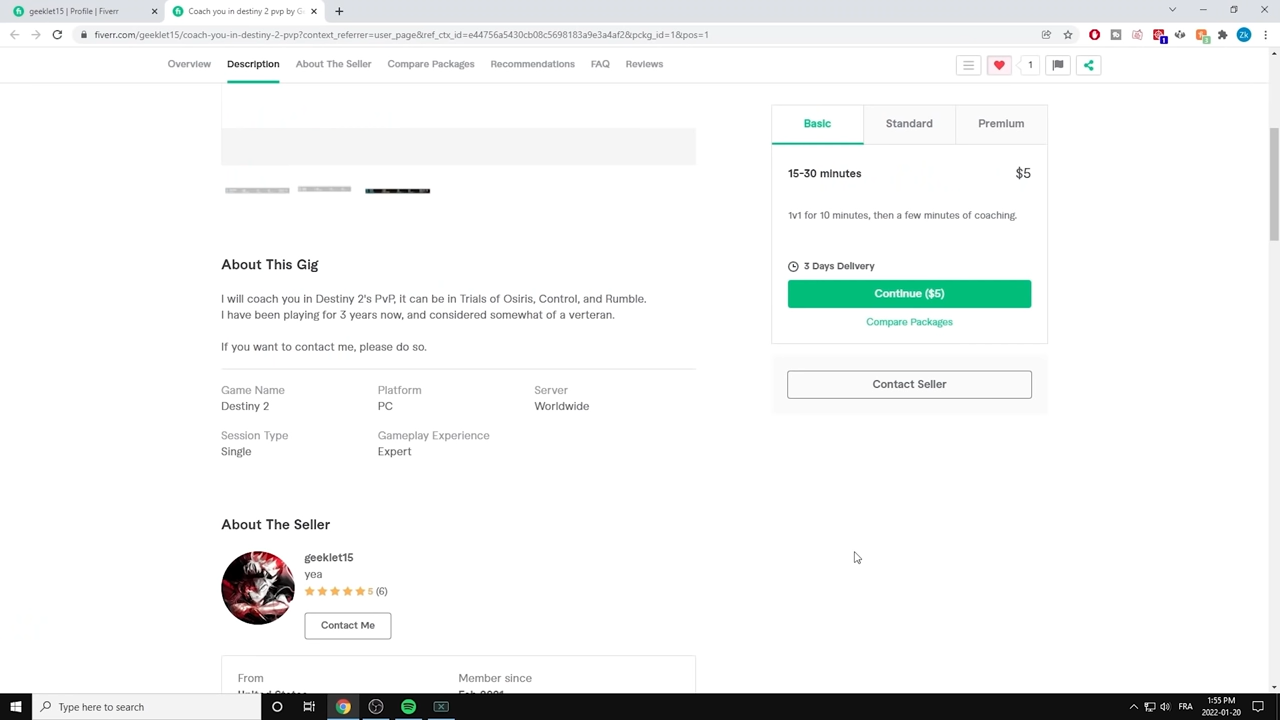 geeklet15 | Profile | Fiverr
Coach you in destiny 2 pvp by G
fiverr.com/geeklet15/coach-you-in-destiny-2-pvp?context_referrer=user_page&ref_ctx_id=e44756a5430cb08c5698183a9e3a4af2&pckg_id=1&pos=1
Zk
Overview Description About The Seller Compare Packages Recommendations FAQ Reviews
1
Basic Standard Premium
15-30 minutes $5
1v1 for 10 minutes, then a few minutes of coaching.
3 Days Delivery
Continue ($5)
Compare Packages
Contact Seller
About This Gig
I will coach you in Destiny 2's PvP, it can be in Trials of Osiris, Control, and Rumble.
I have been playing for 3 years now, and considered somewhat of a verteran.
If you want to contact me, please do so.
Game Name Platform Server
Destiny 2 PC Worldwide
Session Type Gameplay Experience
Single Expert
About The Seller
geeklet15
yea
5 (6)
Contact Me
From Member since
United States Feb 2021
Type here to search
FRA
1:55 PM
2022-01-20